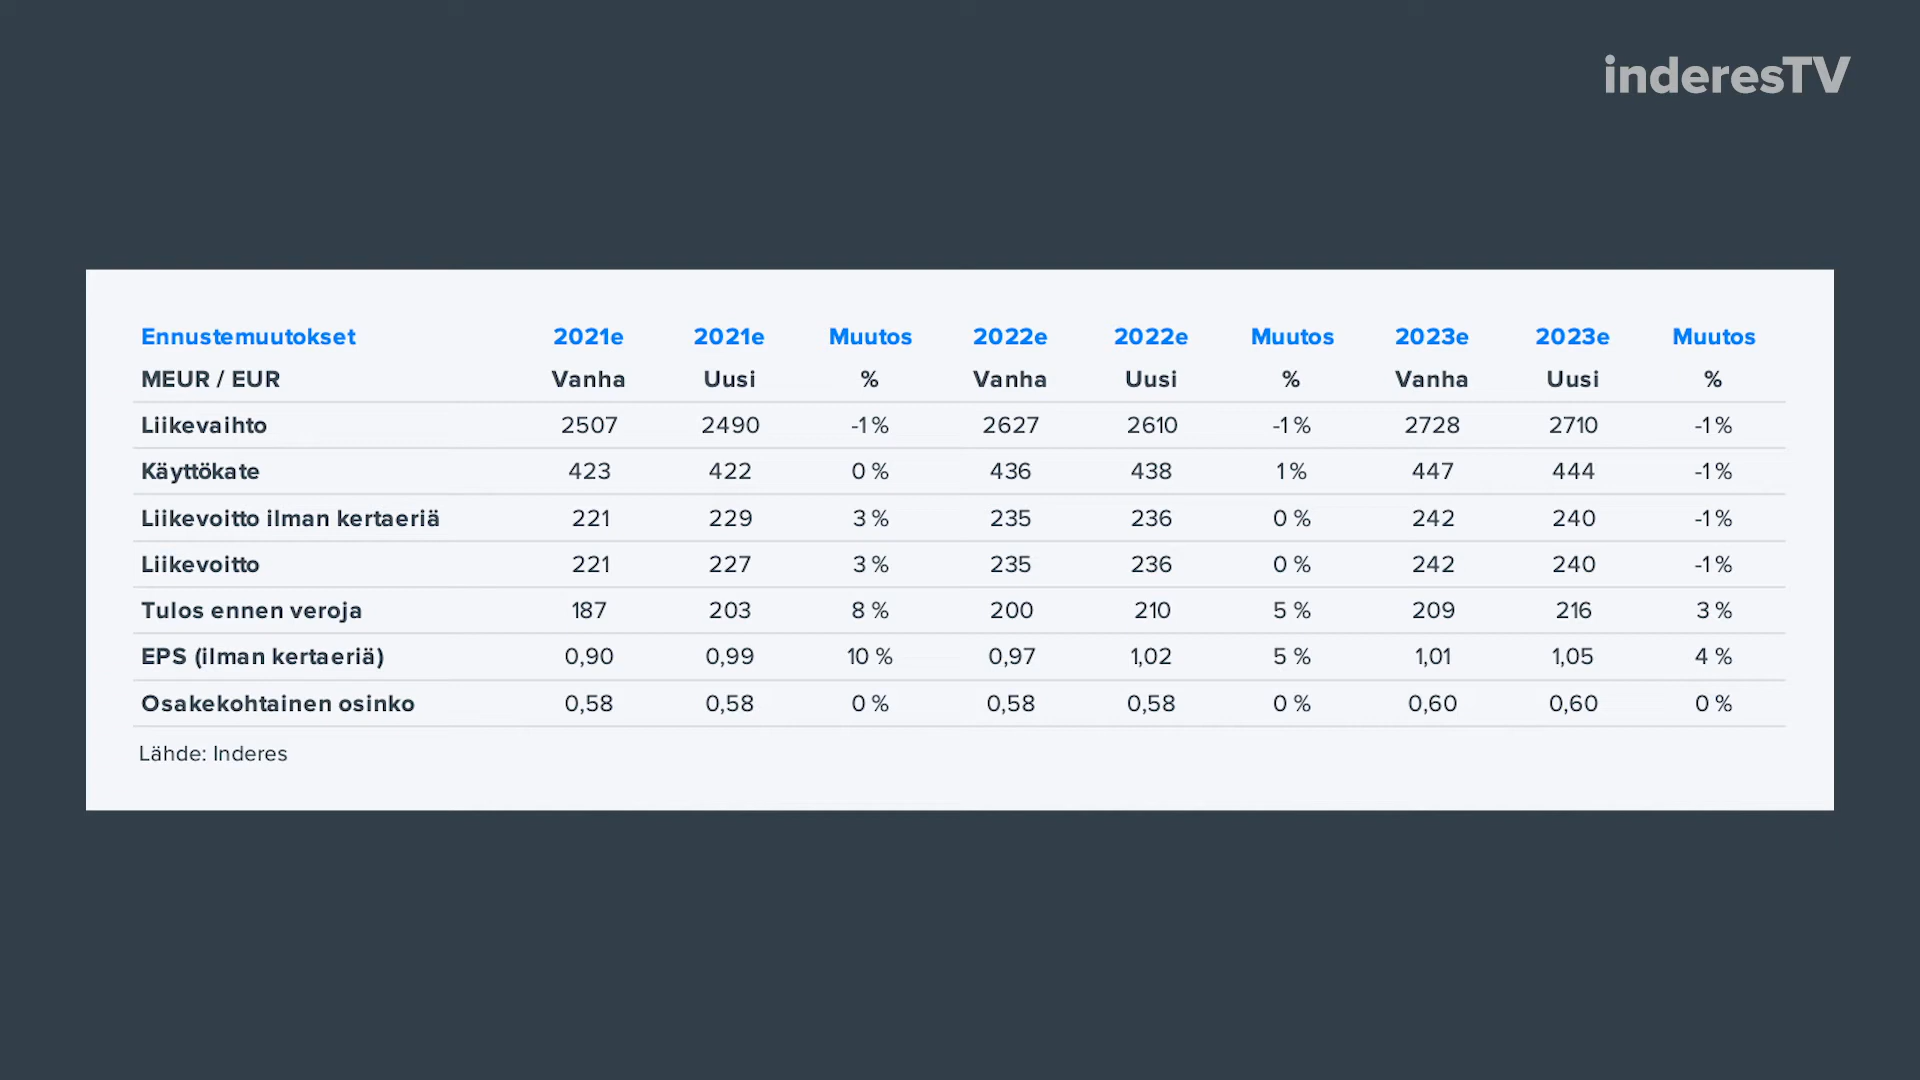 inderesTV
Ennustemuutokset 2021e 2021e Muutos 2022e 2022e Muutos 2023e 2023e Muutos
MEUR / EUR Vanha Uusi % Vanha Uusi % Vanha Uusi %
Liikevaihto 2507 2490 -1 % 2627 2610 -1 % 2728 2710 -1 %
Käyttökate 423 422 0 % 436 438 1 % 447 444 -1 %
Liikevoitto ilman kertaeriä 221 229 3 % 235 236 0 % 242 240 -1 %
Liikevoitto 221 227 3 % 235 236 0 % 242 240 -1 %
Tulos ennen veroja 187 203 8 % 200 210 5 % 209 216 3 %
EPS (ilman kertaeriä) 0,90 0,99 10 % 0,97 1,02 5 % 1,01 1,05 4 %
Osakekohtainen osinko 0,58 0,58 0 % 0,58 0,58 0 % 0,60 0,60 0 %
Lähde: Inderes